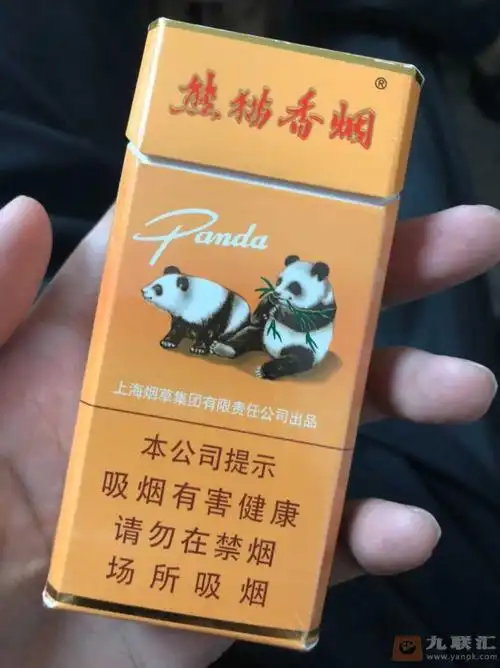 熊猫香烟®
Panda
上海烟草集团有限责任公司出品
本公司提示
吸烟有害健康
请勿在禁烟
场所吸烟
九联汇
www.yanpk.com